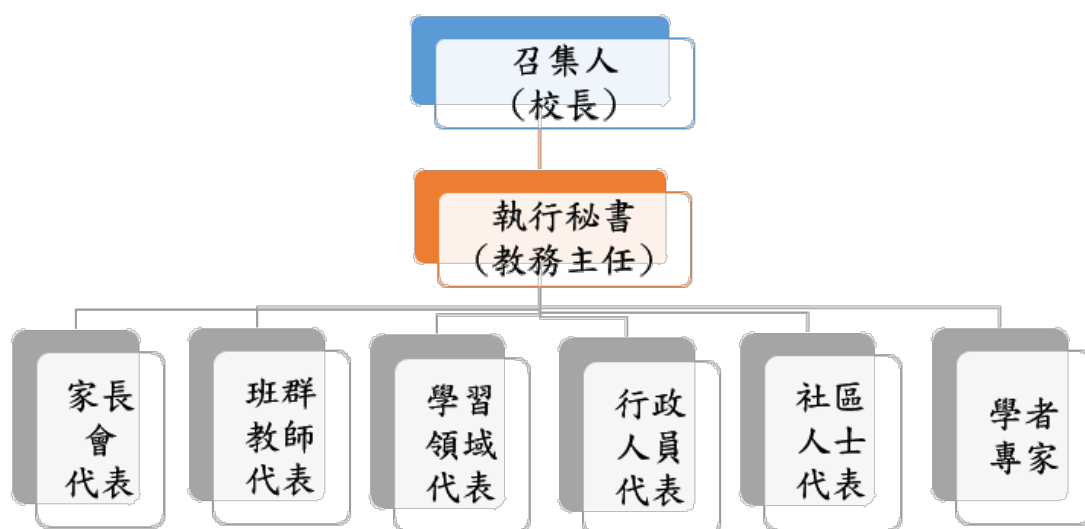 召集人
（校長）
執行秘書
（教務主任）
家長
會
代表
班群
教師
代表
學習
領域
代表
行政
人員
代表
社區
人士
代表
學者
專家